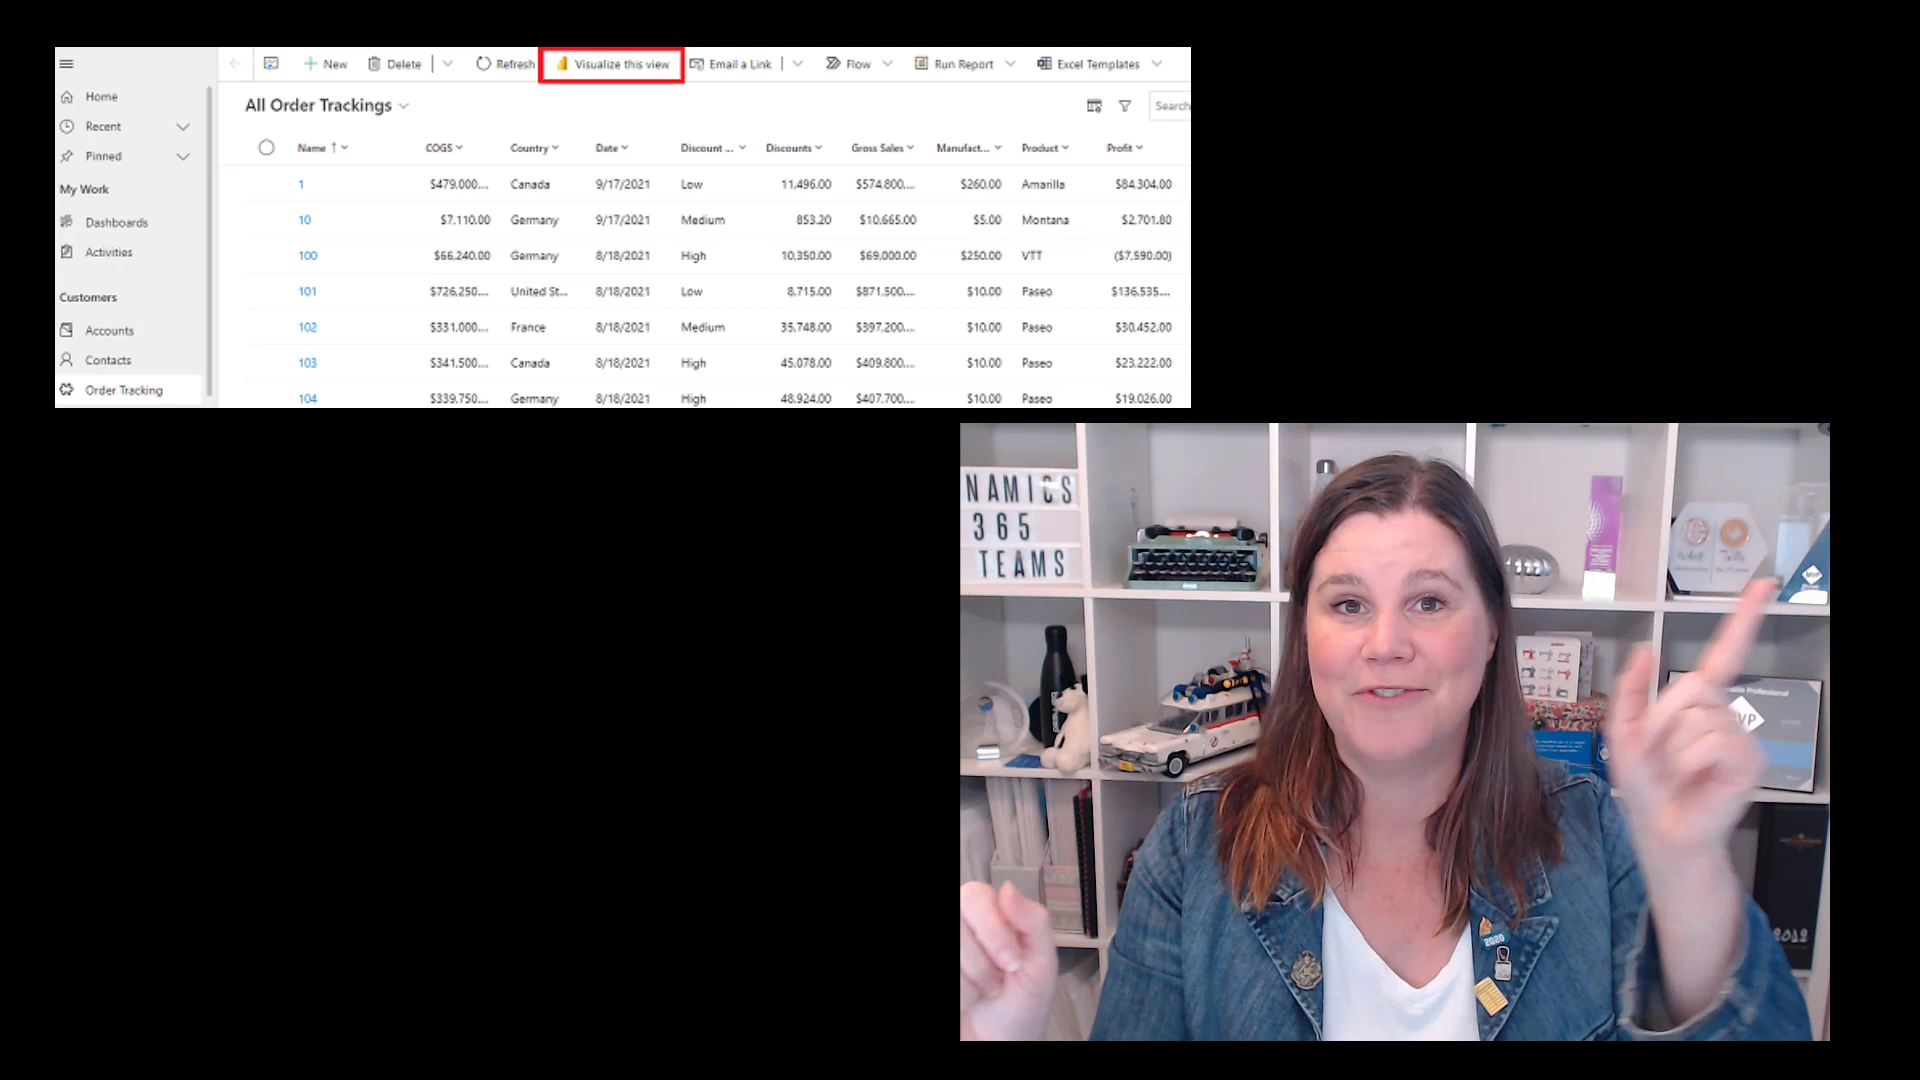 New Delete Refresh Visualize this view Email a Link Flow Run Report Excel Templates
Home
Recent
Pinned
My Work
Dashboards
Activities
Customers
Accounts
Contacts
Order Tracking
All Order Trackings
Search
Name ↑ COGS Country Date Discount ... Discounts Gross Sales Manufact... Product Profit
1 $479,000.... Canada 9/17/2021 Low 11,496.00 $574,800.... $260.00 Amarilla $84,304.00
10 $7,110.00 Germany 9/17/2021 Medium 853.20 $10,665.00 $5.00 Montana $2,701.80
100 $66,240.00 Germany 8/18/2021 High 10,350.00 $69,000.00 $250.00 VTT ($7,590.00)
101 $726,250.... United St... 8/18/2021 Low 8,715.00 $871,500.... $10.00 Paseo $136,535....
102 $331,000.... France 8/18/2021 Medium 35,748.00 $397,200.... $10.00 Paseo $30,452.00
103 $341,500.... Canada 8/18/2021 High 45,078.00 $409,800.... $10.00 Paseo $23,222.00
104 $339,750.... Germany 8/18/2021 High 48,924.00 $407,700.... $10.00 Paseo $19,026.00
NAMICS
365
TEAMS
MVP
Professional
VP
2020
2012